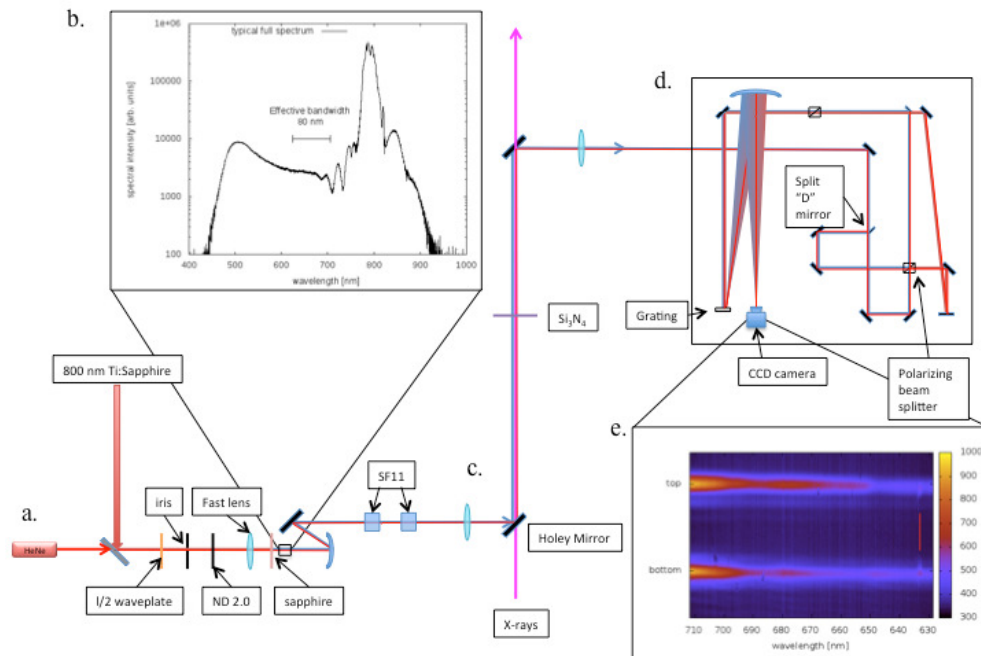 b.
1e+06
typical full spectrum
100000
Effective bandwidth
80 nm
10000
1000
100
spectral intensity [arb. units]
400 500 600 700 800 900 1000
wavelength [nm]
d.
Split
"D"
mirror
Grating
CCD camera
Polarizing
beam
splitter
Si3N4
800 nm Ti:Sapphire
a.
HeNe
iris
Fast lens
SF11
c.
Holey Mirror
l/2 waveplate
ND 2.0
sapphire
X-rays
e.
top
bottom
710 700 690 680 670 660 650 640 630
wavelength [nm]
1000
900
800
700
600
500
400
300